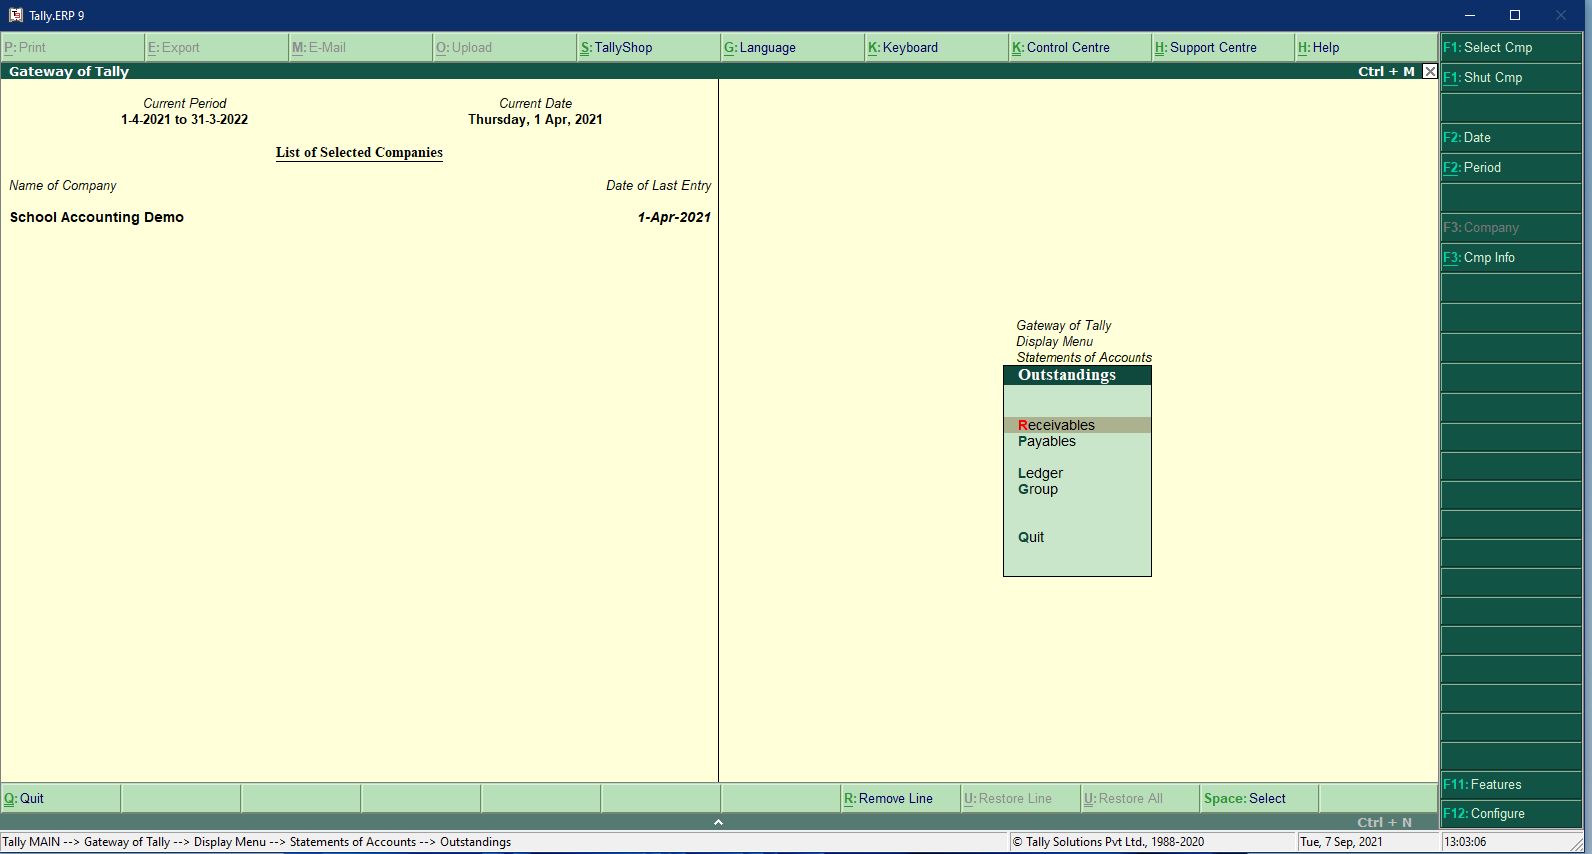 Tally.ERP 9
P: Print E: Export M: E-Mail O: Upload S: TallyShop G: Language K: Keyboard K: Control Centre H: Support Centre H: Help
Gateway of Tally Ctrl + M
Current Period Current Date
1-4-2021 to 31-3-2022 Thursday, 1 Apr, 2021
List of Selected Companies
Name of Company Date of Last Entry
School Accounting Demo 1-Apr-2021
Gateway of Tally
Display Menu
Statements of Accounts
Outstandings
Receivables
Payables
Ledger
Group
Quit
F1: Select Cmp
F1: Shut Cmp
F2: Date
F2: Period
F3: Company
F3: Cmp Info
F11: Features
F12: Configure
Q: Quit R: Remove Line U: Restore Line U: Restore All Space: Select
Ctrl + N
Tally MAIN --> Gateway of Tally --> Display Menu --> Statements of Accounts --> Outstandings © Tally Solutions Pvt Ltd., 1988-2020 Tue, 7 Sep, 2021 13:03:06